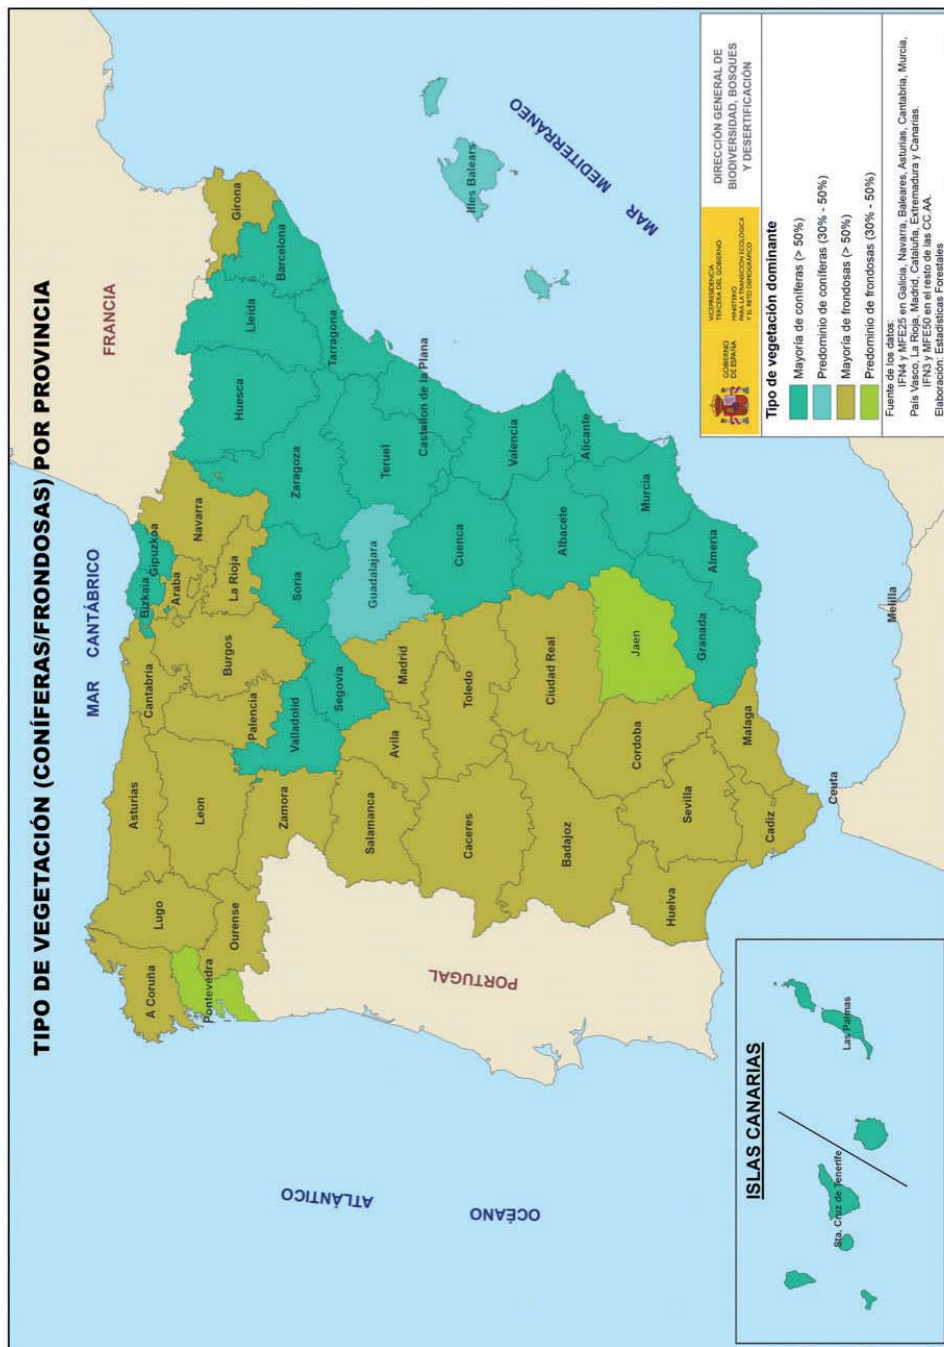 TIPO DE VEGETACIÓN (CONÍFERAS/FRONDOSAS) POR PROVINCIA
MAR CANTÁBRICO
FRANCIA
A Coruña
Lugo
Asturias
Cantabria
Bizkaia
Gipuzkoa
Araba
Navarra
Pontevedra
Ourense
Leon
Palencia
Burgos
La Rioja
Huesca
Lleida
Girona
Barcelona
Zamora
Valladolid
Soria
Zaragoza
Tarragona
Salamanca
Avila
Segovia
Madrid
Guadalajara
Teruel
Castellon de la Plana
Caceres
Toledo
Cuenca
Valencia
Illes Balears
Badajoz
Ciudad Real
Albacete
Alicante
Huelva
Sevilla
Cordoba
Jaen
Murcia
Cadiz
Malaga
Granada
Almeria
Ceuta
Melilla
PORTUGAL
OCÉANO
ATLÁNTICO
MAR
MEDITERRÁNEO
ISLAS CANARIAS
Sta. Cruz de Tenerife
Las Palmas
GOBIERNO
DE ESPAÑA
VICEPRESIDENCIA
TERCERA DEL GOBIERNO
MINISTERIO
PARA LA TRANSICIÓN ECOLÓGICA
Y EL RETO DEMOGRÁFICO
DIRECCIÓN GENERAL DE
BIODIVERSIDAD, BOSQUES
Y DESERTIFICACIÓN
Tipo de vegetación dominante
Mayoría de coníferas (> 50%)
Predominio de coníferas (30% - 50%)
Mayoría de frondosas (> 50%)
Predominio de frondosas (30% - 50%)
Fuente de los datos:
IFN4 y MFE25 en Galicia, Navarra, Baleares, Asturias, Cantabria, Murcia,
País Vasco, La Rioja, Madrid, Cataluña, Extremadura y Canarias.
IFN3 y MFE50 en el resto de las CC.AA.
Elaboración: Estadísticas Forestales